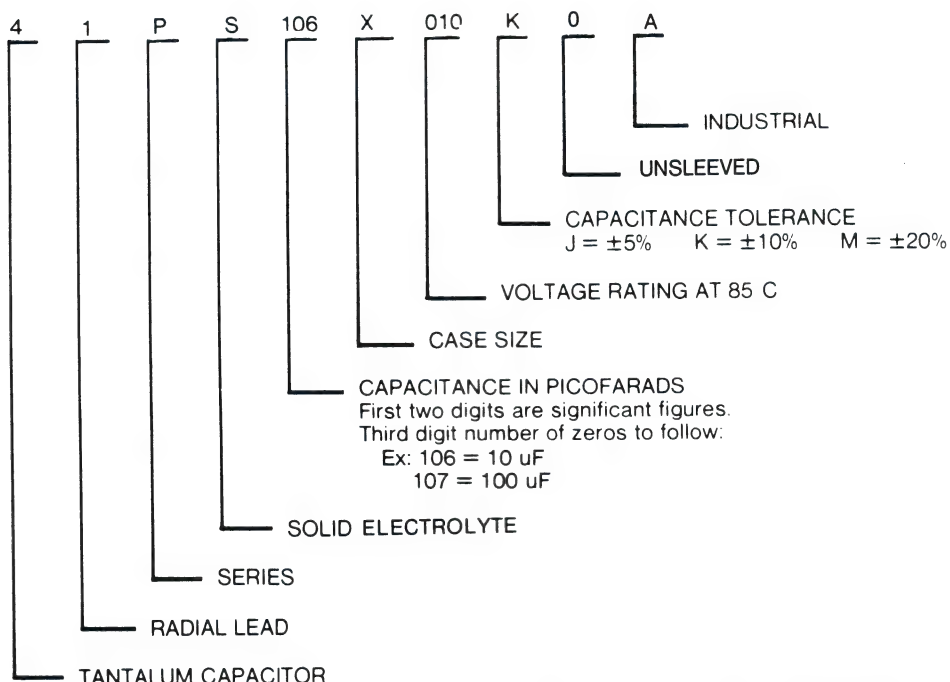 4 1 P S 106 X 010 K 0 A
INDUSTRIAL
UNSLEEVED
CAPACITANCE TOLERANCE
J = ±5% K = ±10% M = ±20%
VOLTAGE RATING AT 85 C
CASE SIZE
CAPACITANCE IN PICOFARADS
First two digits are significant figures.
Third digit number of zeros to follow:
Ex: 106 = 10 uF
107 = 100 uF
SOLID ELECTROLYTE
SERIES
RADIAL LEAD
TANTALUM CAPACITOR